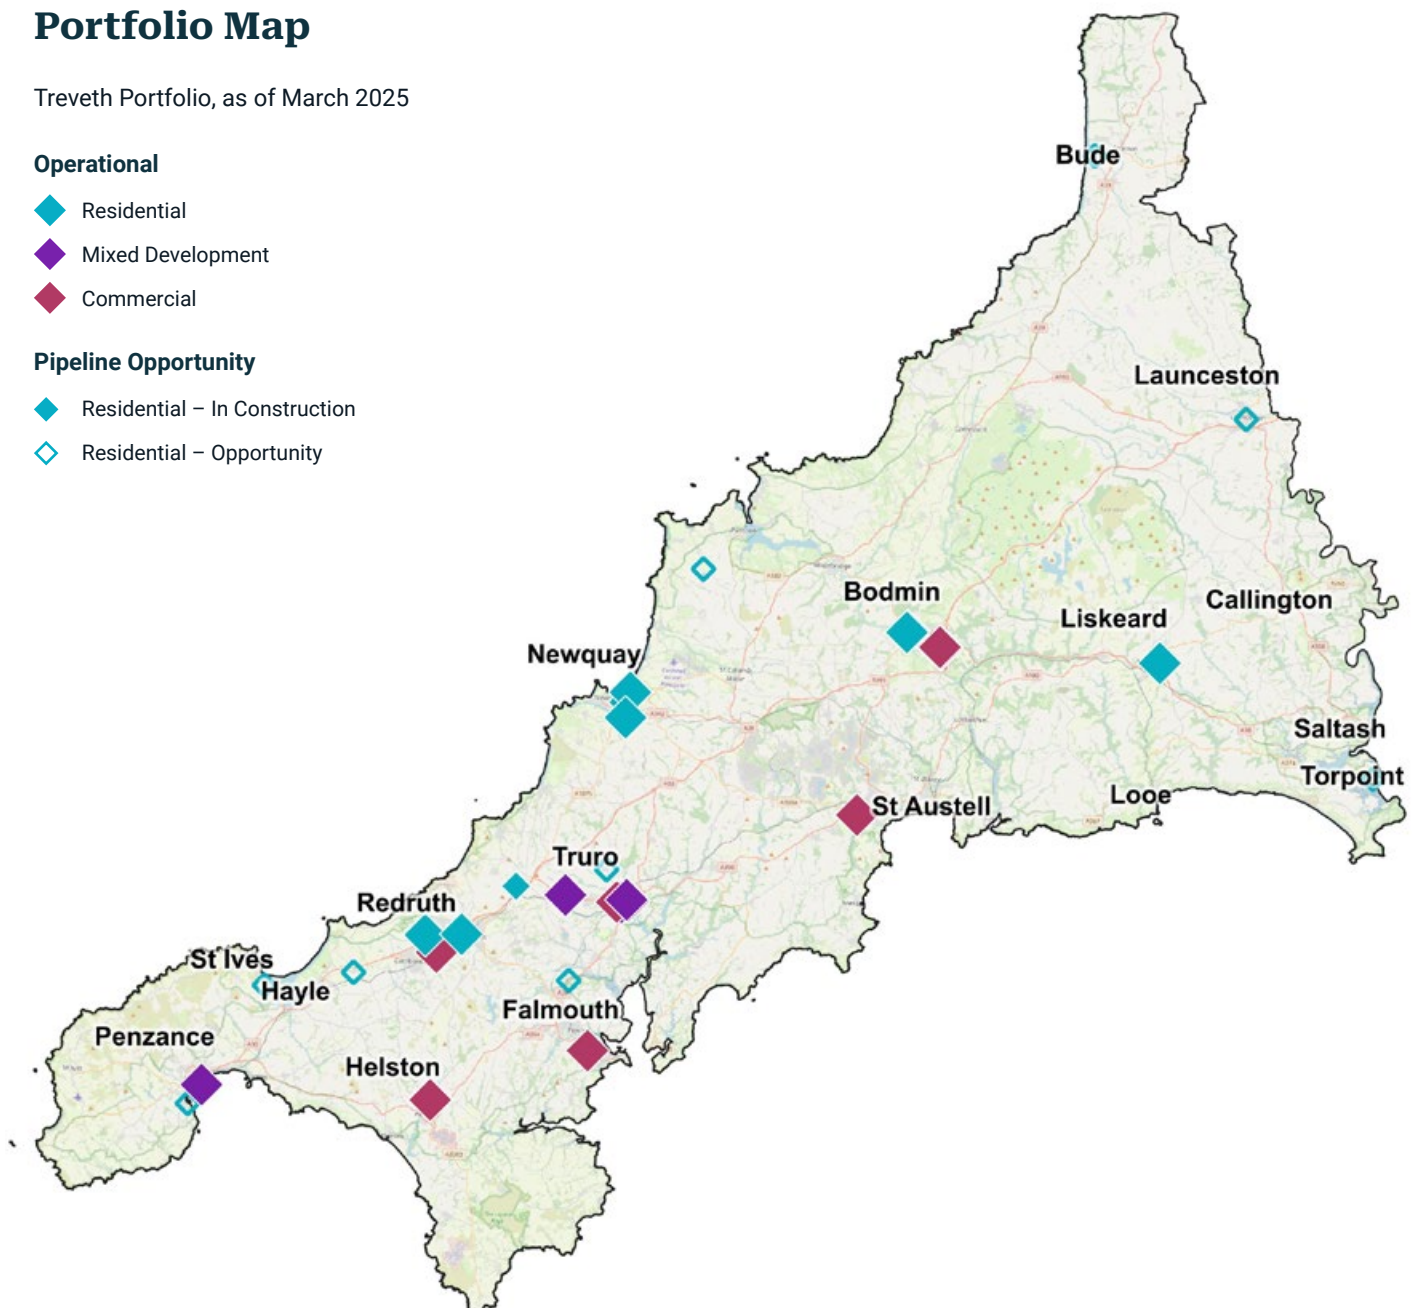 Portfolio Map
Treveth Portfolio, as of March 2025
Operational
Residential
Mixed Development
Commercial
Pipeline Opportunity
Residential – In Construction
Residential – Opportunity
Bude
Launceston
Bodmin
Callington
Liskeard
Newquay
Saltash
Torpoint
Looe
St Austell
Truro
Redruth
St Ives
Hayle
Falmouth
Penzance
Helston